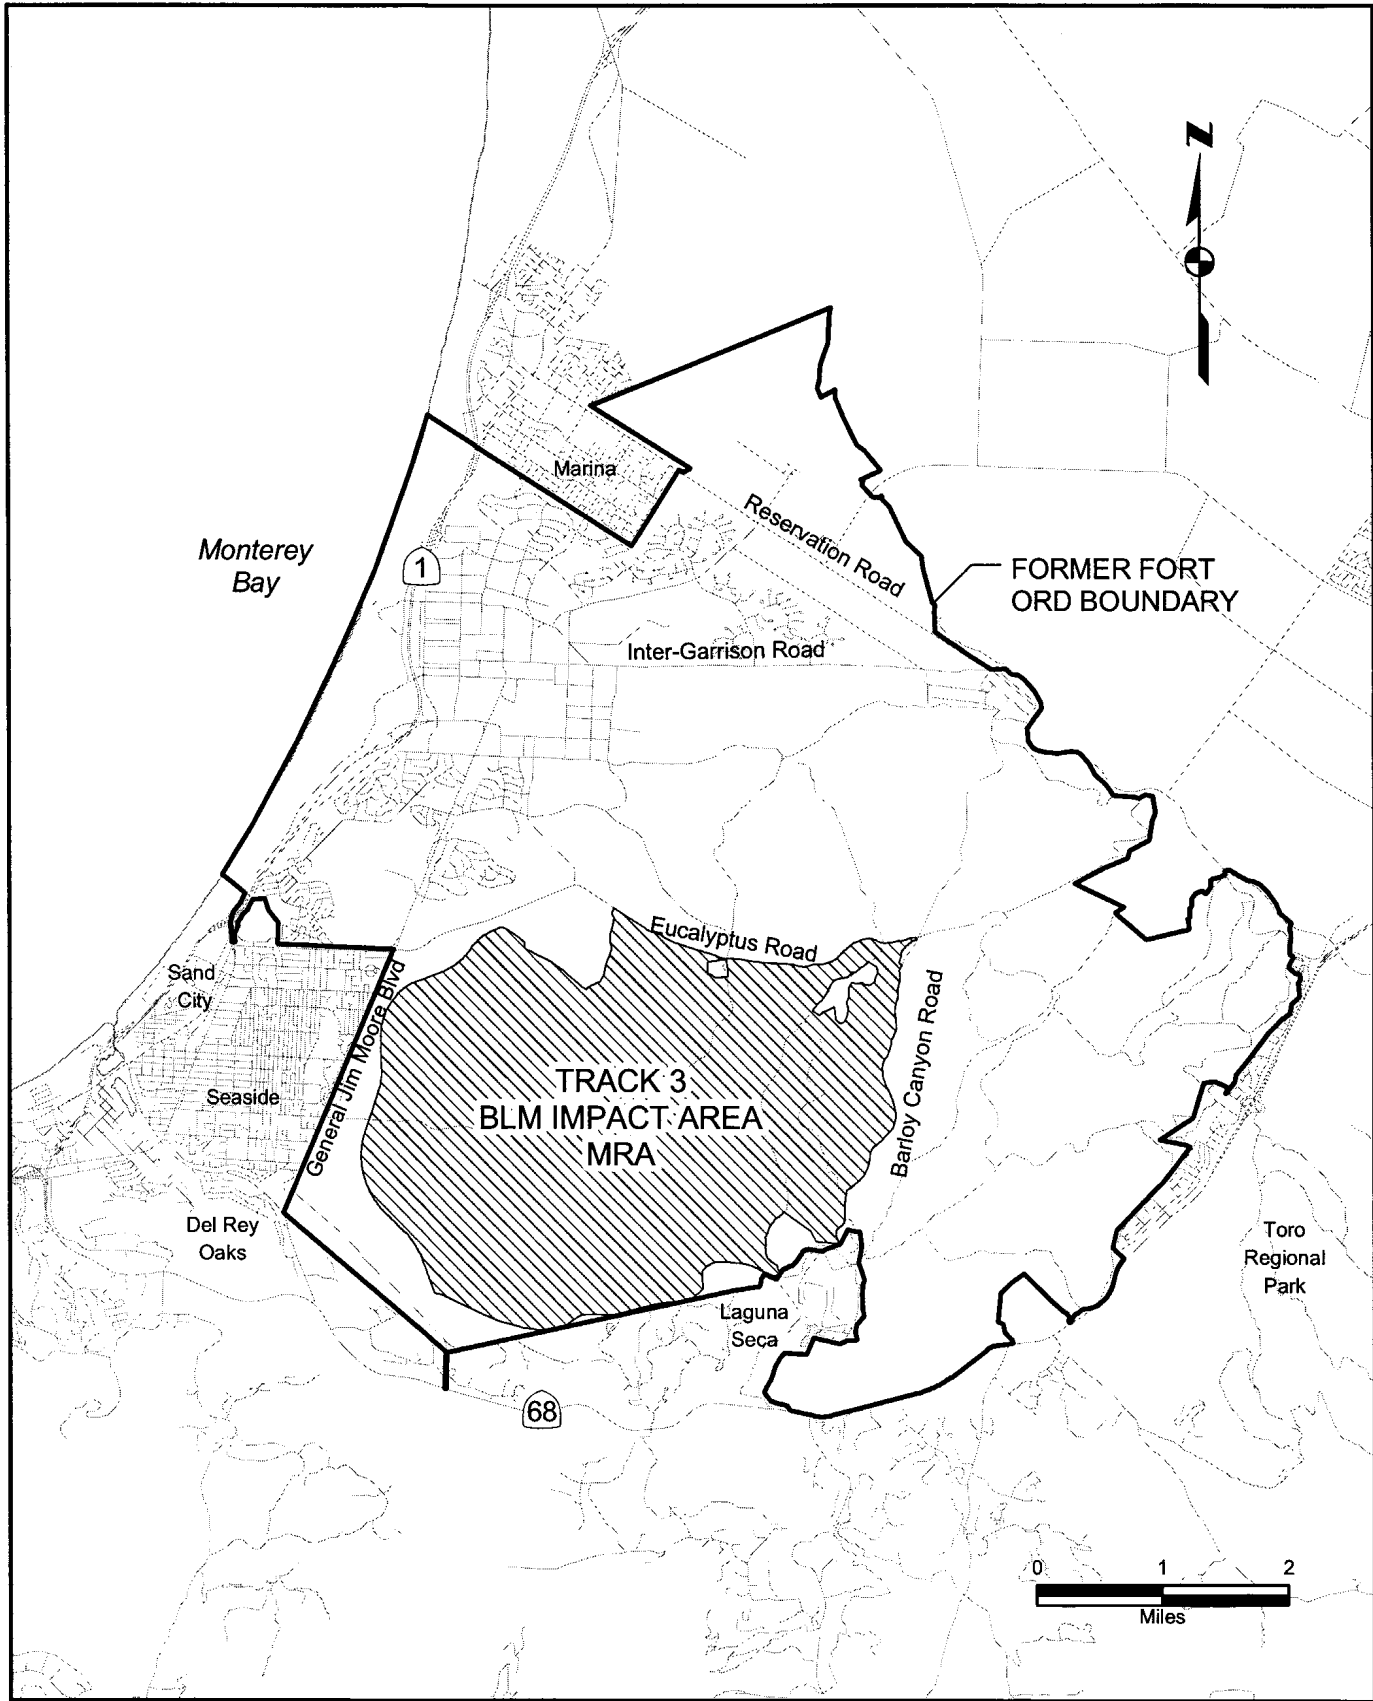 N
Marina
Monterey
Bay
1
Reservation Road
FORMER FORT
ORD BOUNDARY
Inter-Garrison Road
Eucalyptus Road
Sand
City
General Jim Moore Blvd
Barloy Canyon Road
TRACK 3
BLM IMPACT AREA
MRA
Seaside
Del Rey
Oaks
Toro
Regional
Park
Laguna
Seca
68
0 1 2
Miles